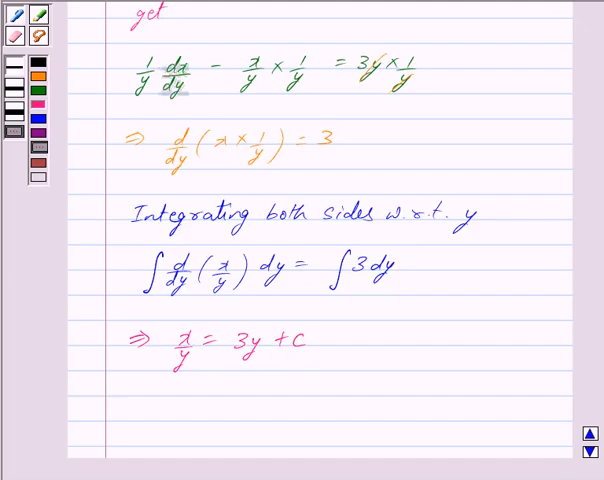 get
1/y dx/dy - x/y × 1/y = 3y × 1/y
⇒ d/dy ( x × 1/y ) = 3
Integrating both sides w.r.t. y
∫ d/dy ( x/y ) dy = ∫ 3 dy
⇒ x/y = 3y + C